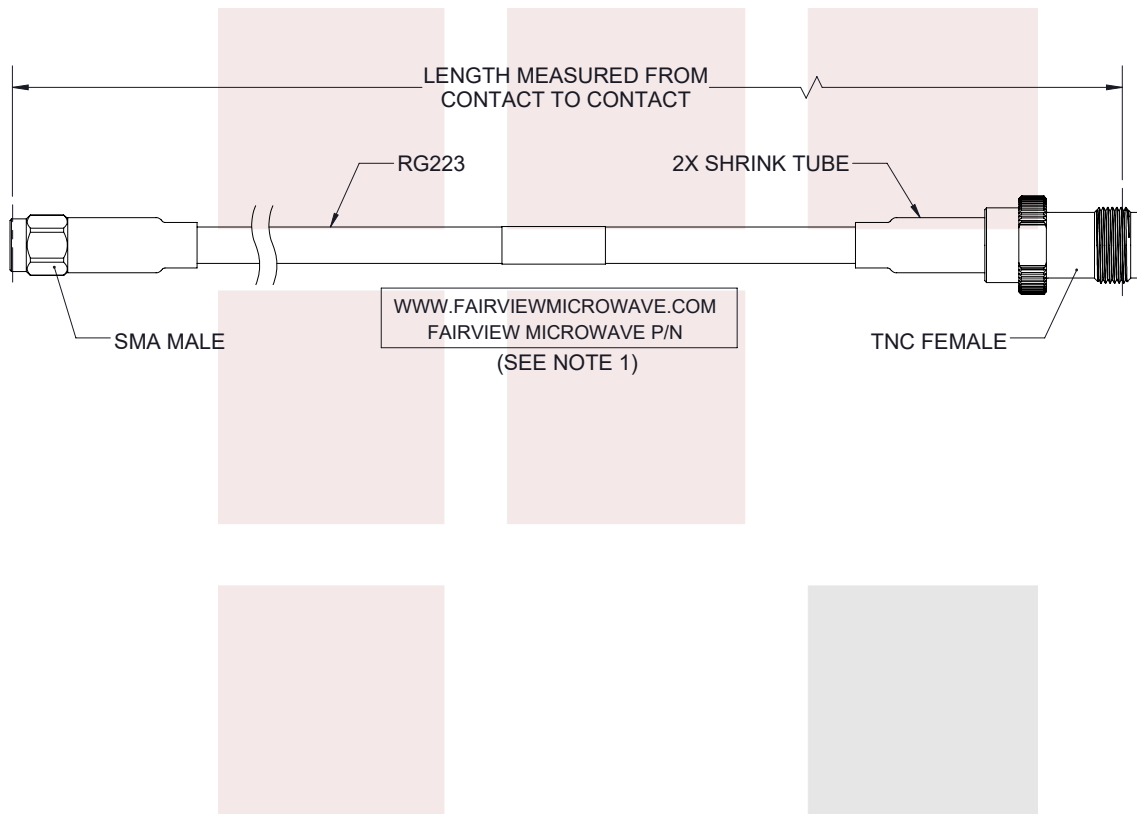 LENGTH MEASURED FROM
CONTACT TO CONTACT
RG223
2X SHRINK TUBE
WWW.FAIRVIEWMICROWAVE.COM
FAIRVIEW MICROWAVE P/N
(SEE NOTE 1)
SMA MALE
TNC FEMALE